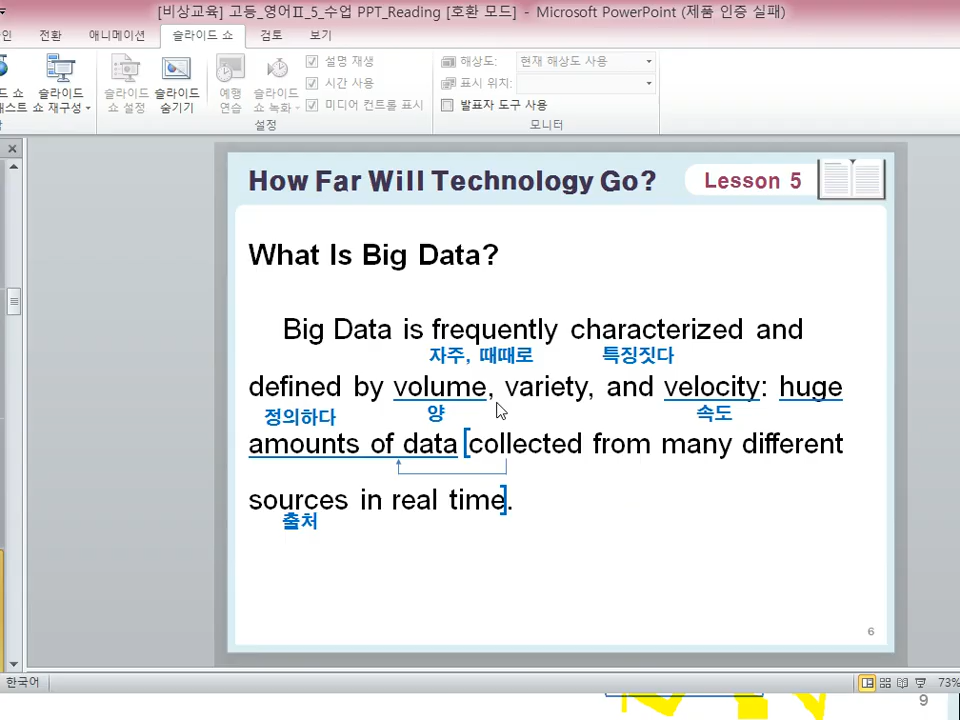 [비상교육] 고등_영어Ⅱ_5_수업 PPT_Reading [호환 모드] - Microsoft PowerPoint (제품 인증 실패)
인 전환 애니메이션 슬라이드 쇼 검토 보기
드 쇼 스트
슬라이드 쇼 재구성
슬라이드 쇼 설정
슬라이드 숨기기
예행 연습
슬라이드 쇼 녹화
설명 재생
시간 사용
미디어 컨트롤 표시
설정
해상도: 현재 해상도 사용
표시 위치:
발표자 도구 사용
모니터
How Far Will Technology Go? Lesson 5
What Is Big Data?
Big Data is frequently characterized and
자주, 때때로 특징짓다
defined by volume, variety, and velocity: huge
정의하다 양 속도
amounts of data [collected from many different
sources in real time].
출처
6
한국어 73%
9